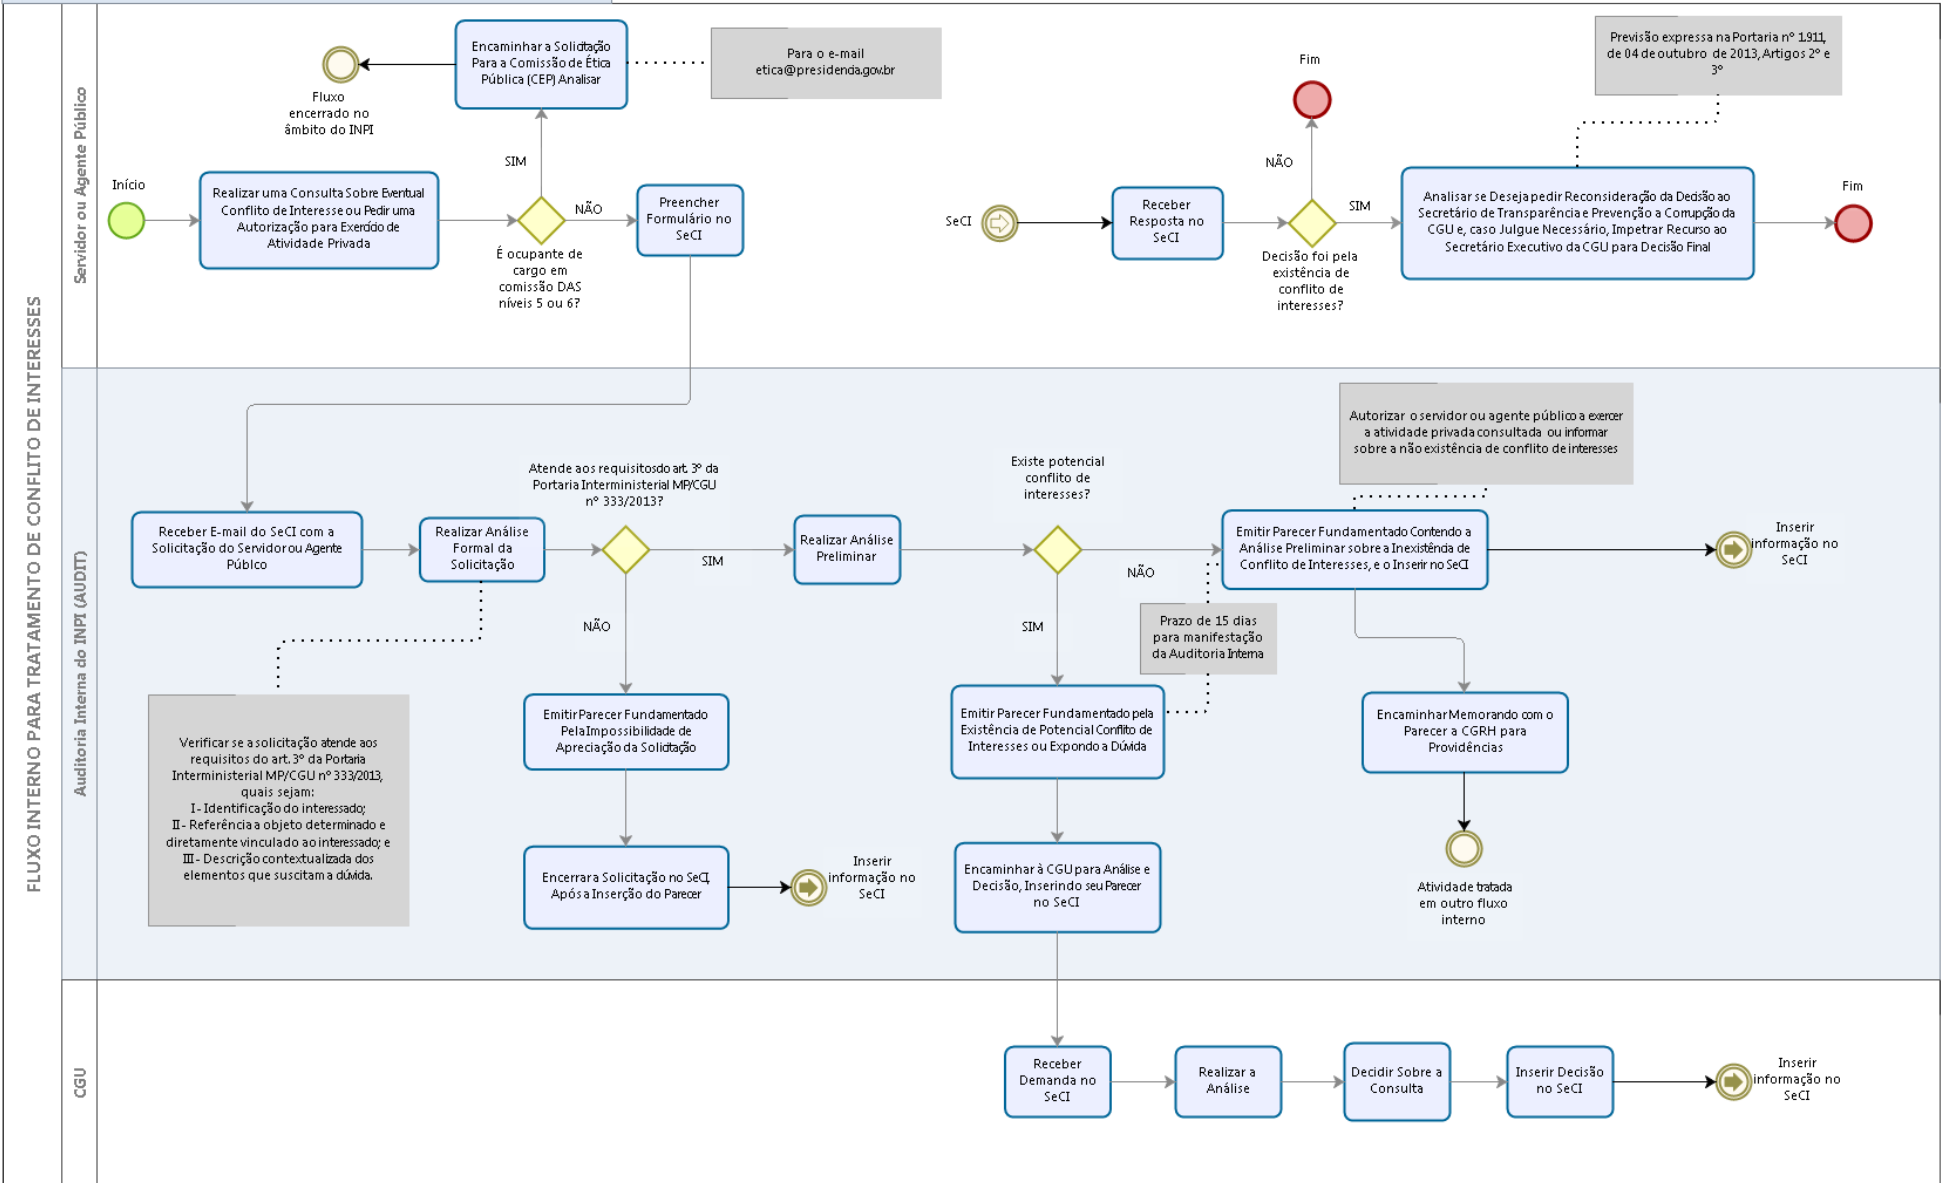 FLUXO INTERNO PARA TRATAMENTO DE CONFLITO DE INTERESSES
Servidor ou Agente Público
Início
Realizar uma Consulta Sobre Eventual
Conflito de Interesse ou Pedir uma
Autorização para Exercício de
Atividade Privada
É ocupante de
cargo em
comissão DAS
níveis 5 ou 6?
SIM
NÃO
Encaminhar a Solicitação
Para a Comissão de Ética
Pública (CEP) Analisar
Para o e-mail
etica@presidencia.gov.br
Fluxo
encerrado no
âmbito do INPI
Preencher
Formulário no
SeCI
SeCI
Receber
Resposta no
SeCI
Decisão foi pela
existência de
conflito de
interesses?
NÃO
Fim
SIM
Analisar se Deseja pedir Reconsideração da Decisão ao
Secretário de Transparência e Prevenção a Corrupção da
CGU e, caso Julgue Necessário, Impetrar Recurso ao
Secretário Executivo da CGU para Decisão Final
Previsão expressa na Portaria nº 1.911,
de 04 de outubro de 2013, Artigos 2º e
3º
Fim
Auditoria Interna do INPI (AUDIT)
Receber E-mail do SeCI com a
Solicitação do Servidor ou Agente
Públco
Realizar Análise
Formal da
Solicitação
Verificar se a solicitação atende aos
requisitos do art. 3º da Portaria
Interministerial MP/CGU nº 333/2013,
quais sejam:
I - Identificação do interessado;
II - Referência a objeto determinado e
diretamente vinculado ao interessado; e
III - Descrição contextualizada dos
elementos que suscitam a dúvida.
Atende aos requisitos do art. 3º da
Portaria Interministerial MP/CGU
nº 333/2013?
SIM
NÃO
Emitir Parecer Fundamentado
Pela Impossibilidade de
Apreciação da Solicitação
Encerrar a Solicitação no SeCI,
Após a Inserção do Parecer
Inserir
informação no
SeCI
Realizar Análise
Preliminar
Existe potencial
conflito de
interesses?
NÃO
SIM
Prazo de 15 dias
para manifestação
da Auditoria Interna
Emitir Parecer Fundamentado pela
Existência de Potencial Conflito de
Interesses ou Expondo a Dúvida
Encaminhar à CGU para Análise e
Decisão, Inserindo seu Parecer
no SeCI
Autorizar o servidor ou agente público a exercer
a atividade privada consultada ou informar
sobre a não existência de conflito de interesses
Emitir Parecer Fundamentado Contendo a
Análise Preliminar sobre a Inexistência de
Conflito de Interesses, e o Inserir no SeCI
Inserir
informação no
SeCI
Encaminhar Memorando com o
Parecer a CGRH para
Providências
Atividade tratada
em outro fluxo
interno
CGU
Receber
Demanda no
SeCI
Realizar a
Análise
Decidir Sobre a
Consulta
Inserir Decisão
no SeCI
Inserir
informação no
SeCI